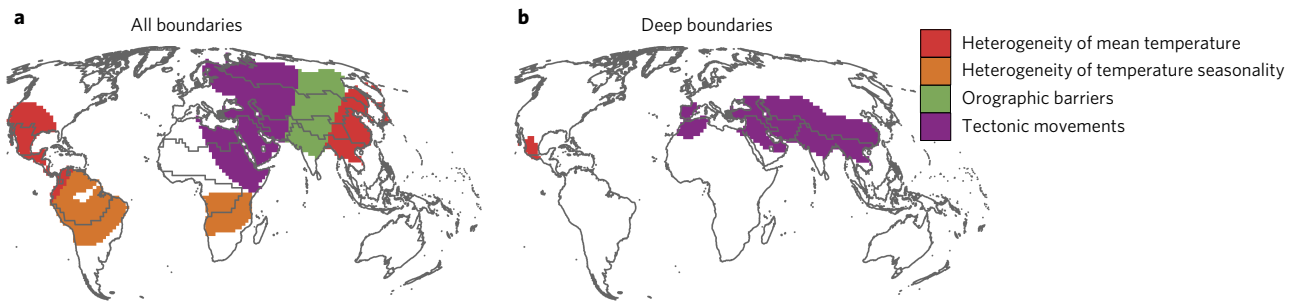 a
All boundaries
b
Deep boundaries
Heterogeneity of mean temperature
Heterogeneity of temperature seasonality
Orographic barriers
Tectonic movements